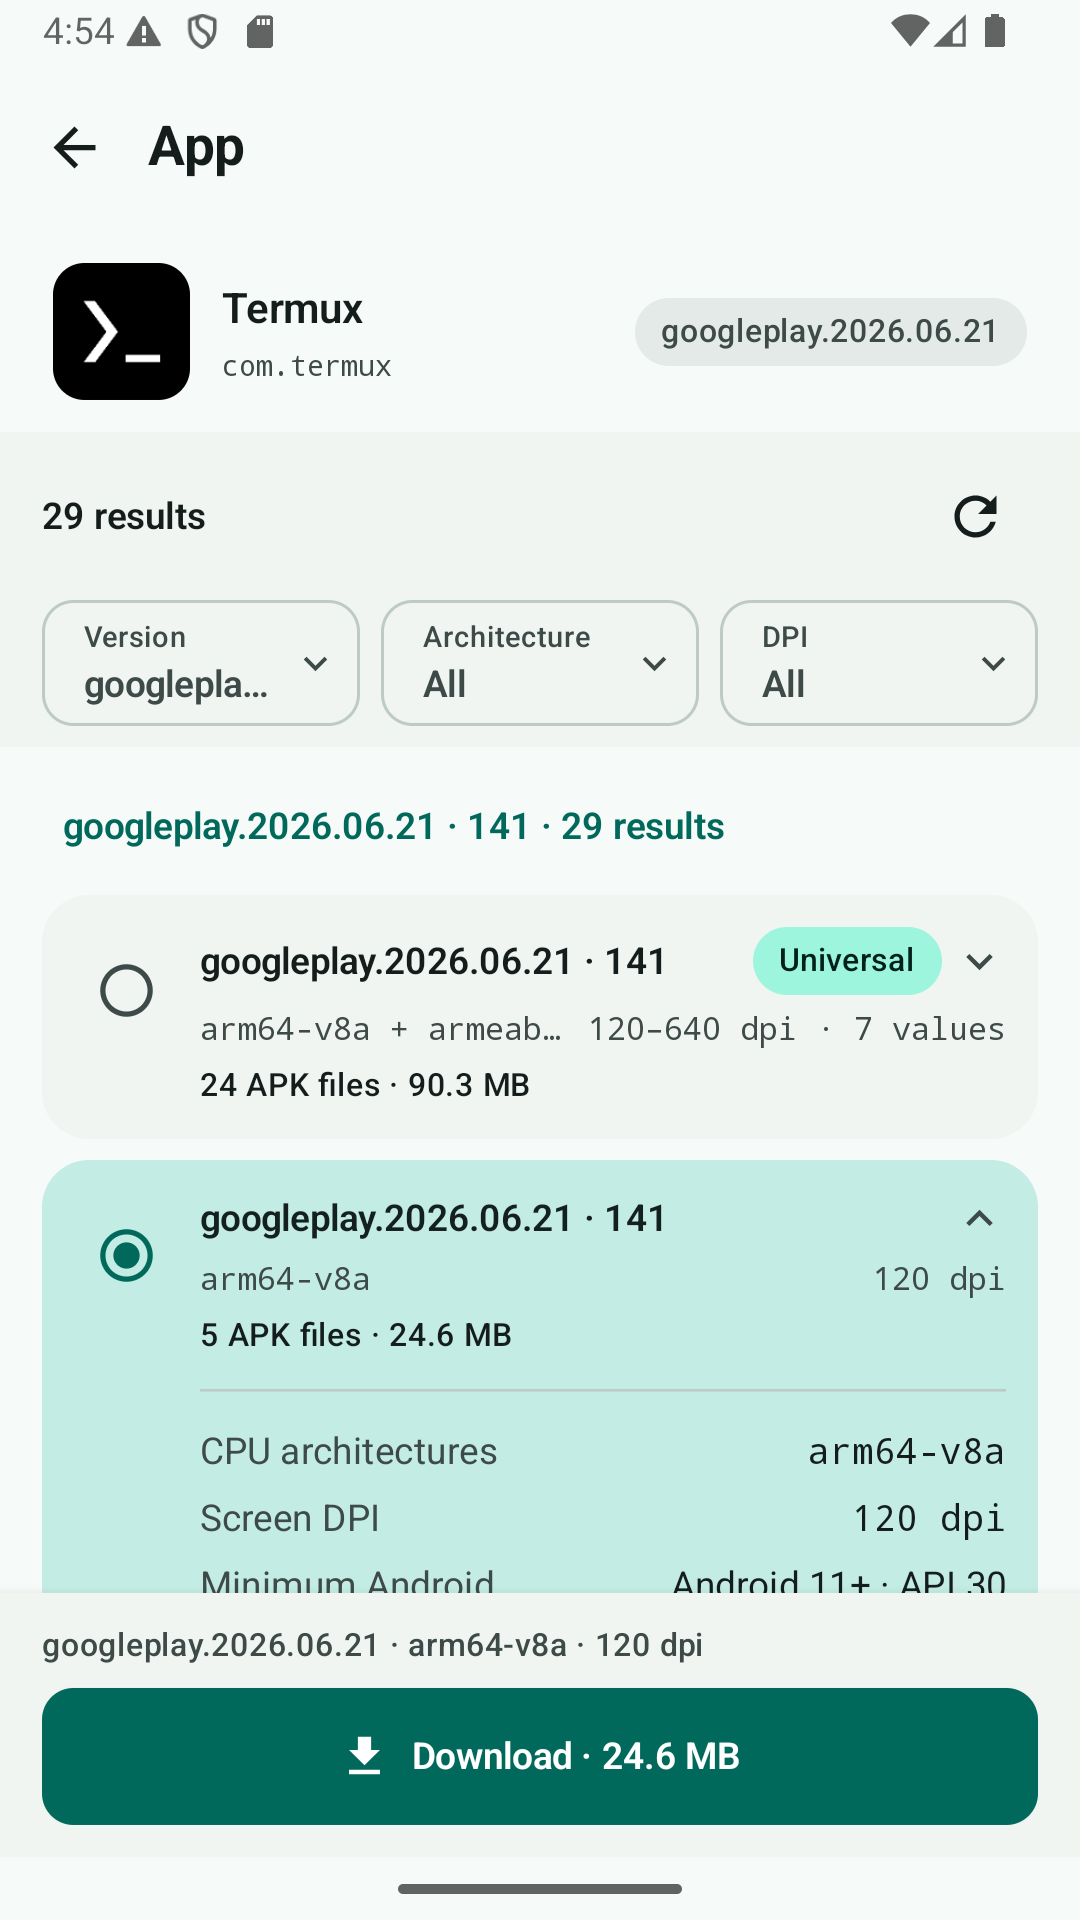 4:54
App
Termux
com.termux
googleplay.2026.06.21
29 results
Version
googlepla…
Architecture
All
DPI
All
googleplay.2026.06.21 · 141 · 29 results
googleplay.2026.06.21 · 141
Universal
arm64-v8a + armeab… 120–640 dpi · 7 values
24 APK files · 90.3 MB
googleplay.2026.06.21 · 141
arm64-v8a 120 dpi
5 APK files · 24.6 MB
CPU architectures arm64-v8a
Screen DPI 120 dpi
Minimum Android Android 11+ · API 30
googleplay.2026.06.21 · arm64-v8a · 120 dpi
Download · 24.6 MB